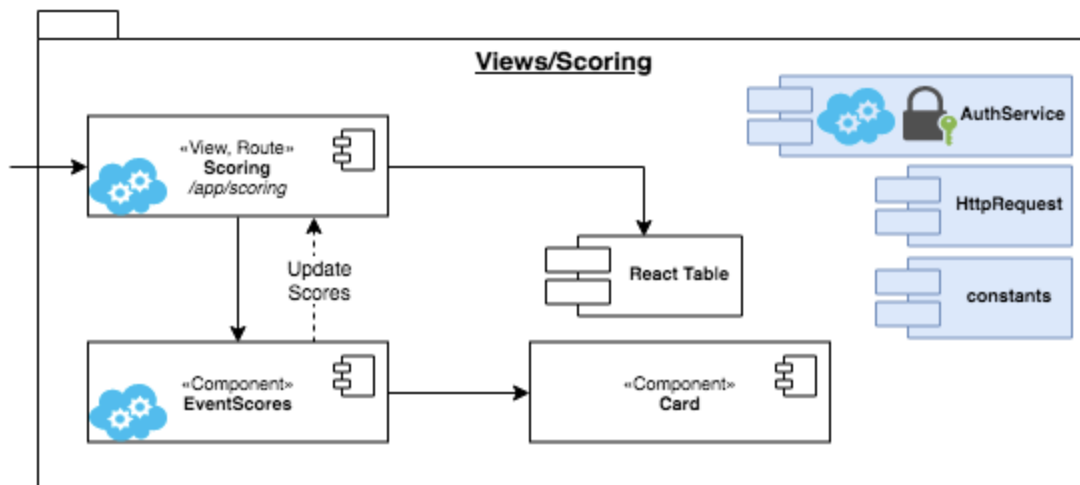 Views/Scoring
AuthService
«View, Route»
Scoring
/app/scoring
HttpRequest
Update
Scores
React Table
constants
«Component»
EventScores
«Component»
Card